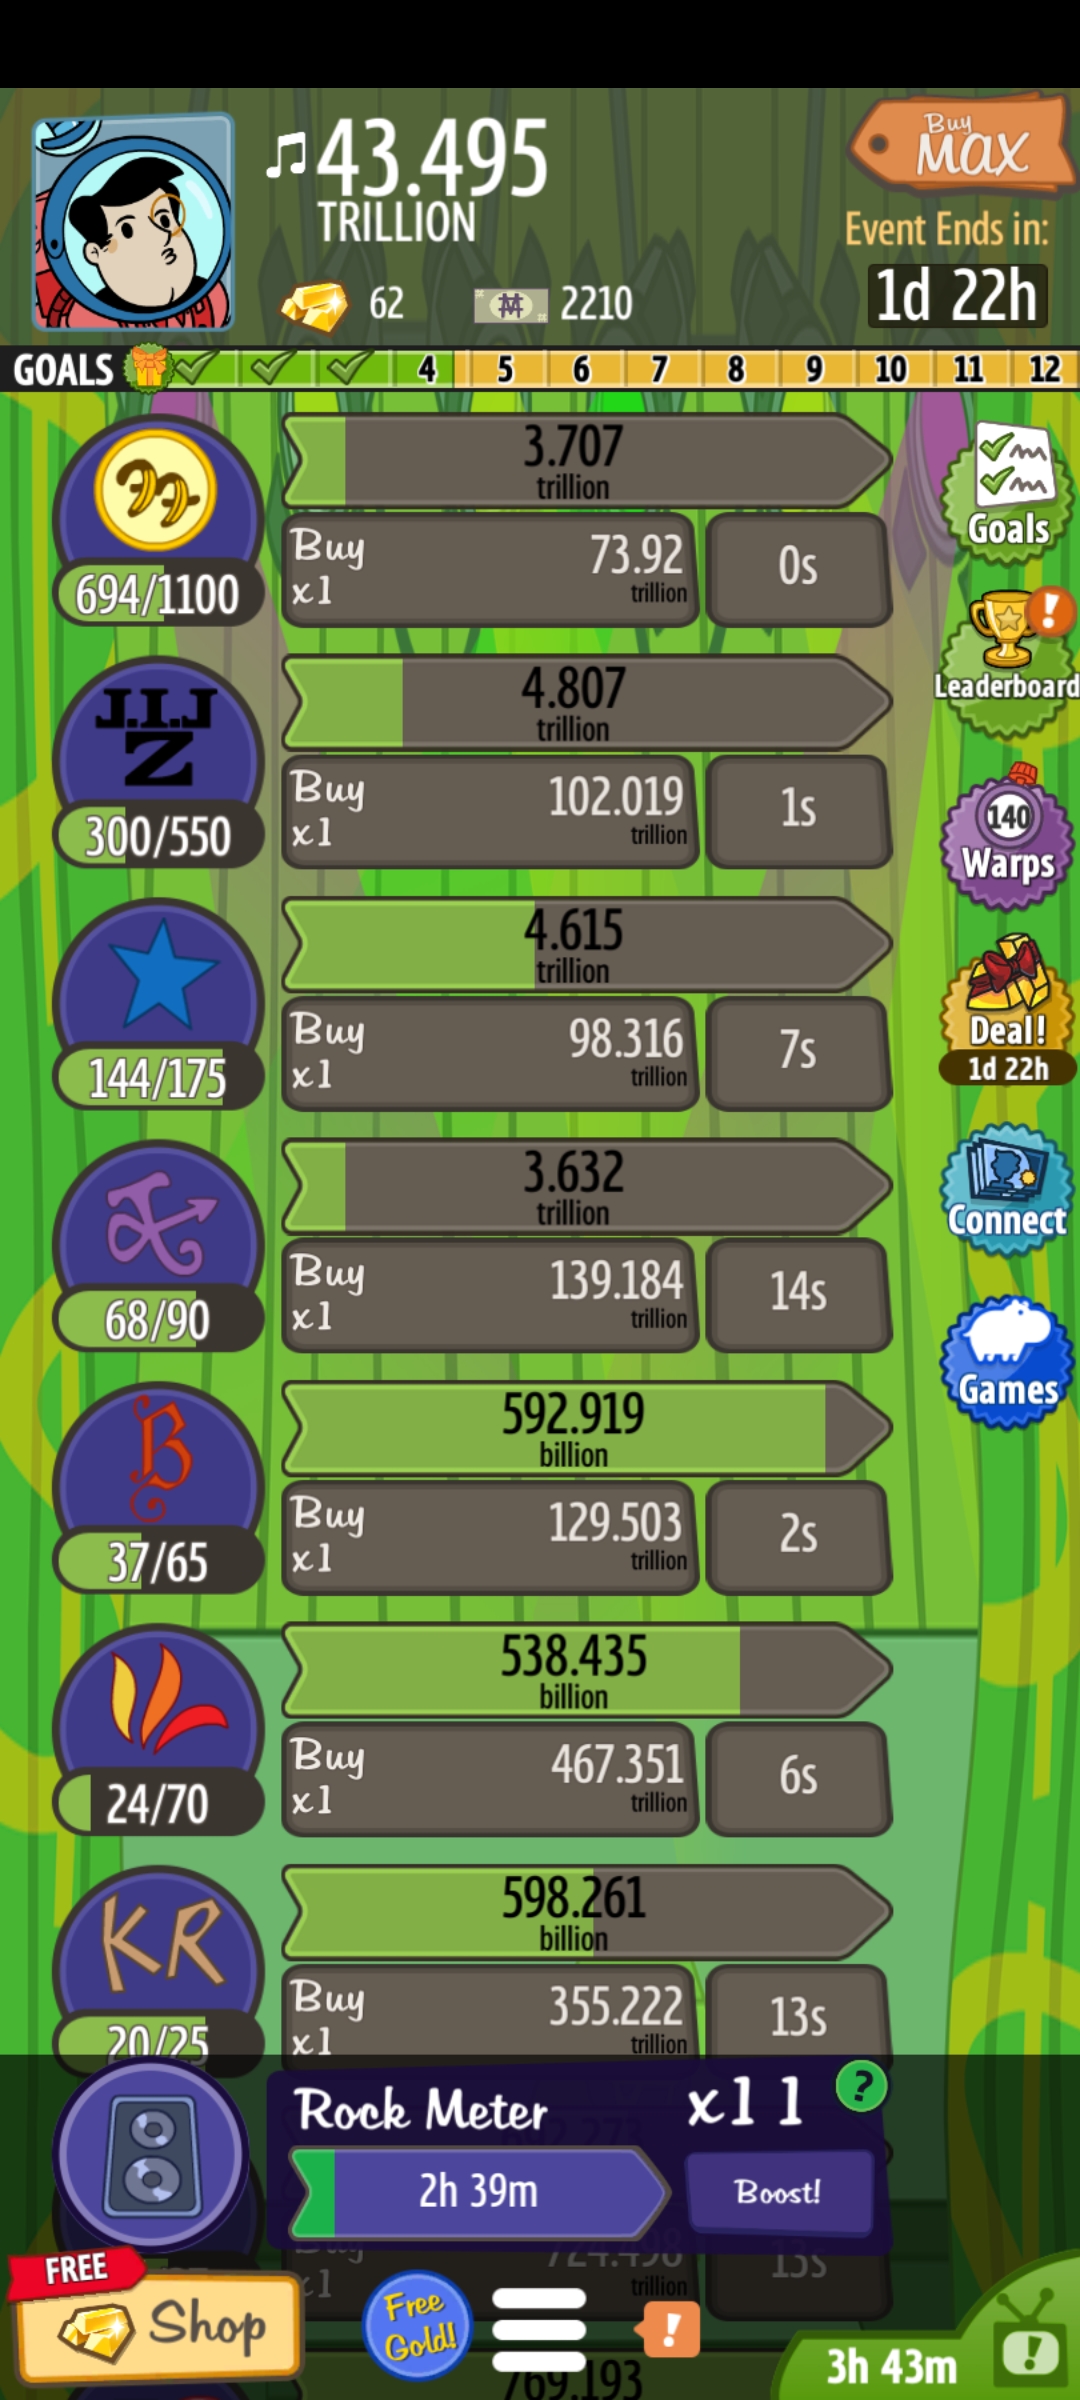 ♫43.495
TRILLION
62
2210
Buy
MAX
Event Ends in:
1d 22h
GOALS
4
5
6
7
8
9
10
11
12
3.707
trillion
Buy
x1
73.92
trillion
0s
694/1100
Goals
J.I.J
Z
4.807
trillion
Buy
x1
102.019
trillion
1s
300/550
Leaderboard
!
4.615
trillion
Buy
x1
98.316
trillion
7s
144/175
140
Warps
Deal!
1d 22h
3.632
trillion
Buy
x1
139.184
trillion
14s
68/90
Connect
Games
B
592.919
billion
Buy
x1
129.503
trillion
2s
37/65
538.435
billion
Buy
x1
467.351
trillion
6s
24/70
KR
598.261
billion
Buy
x1
355.222
trillion
13s
20/25
Rock Meter
x11
?
2h 39m
Boost!
Buy
x1
724.498
trillion
13s
FREE
Shop
Free
Gold!
!
769.193
3h 43m
!